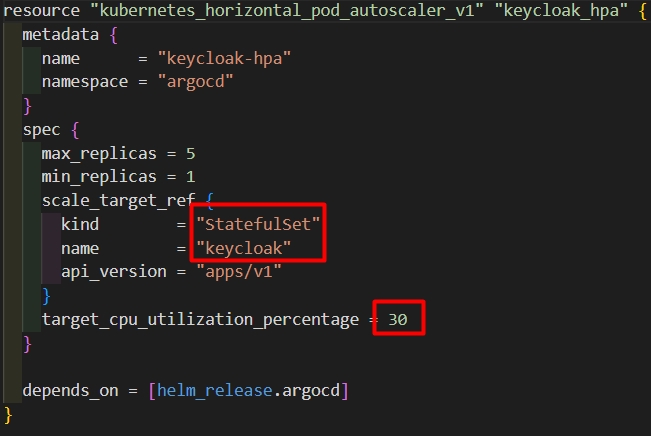 resource "kubernetes_horizontal_pod_autoscaler_v1" "keycloak_hpa" {
  metadata {
    name      = "keycloak-hpa"
    namespace = "argocd"
  }
  spec {
    max_replicas = 5
    min_replicas = 1
    scale_target_ref {
      kind        = "StatefulSet"
      name        = "keycloak"
      api_version = "apps/v1"
    }
    target_cpu_utilization_percentage = 30
  }
  depends_on = [helm_release.argocd]
}